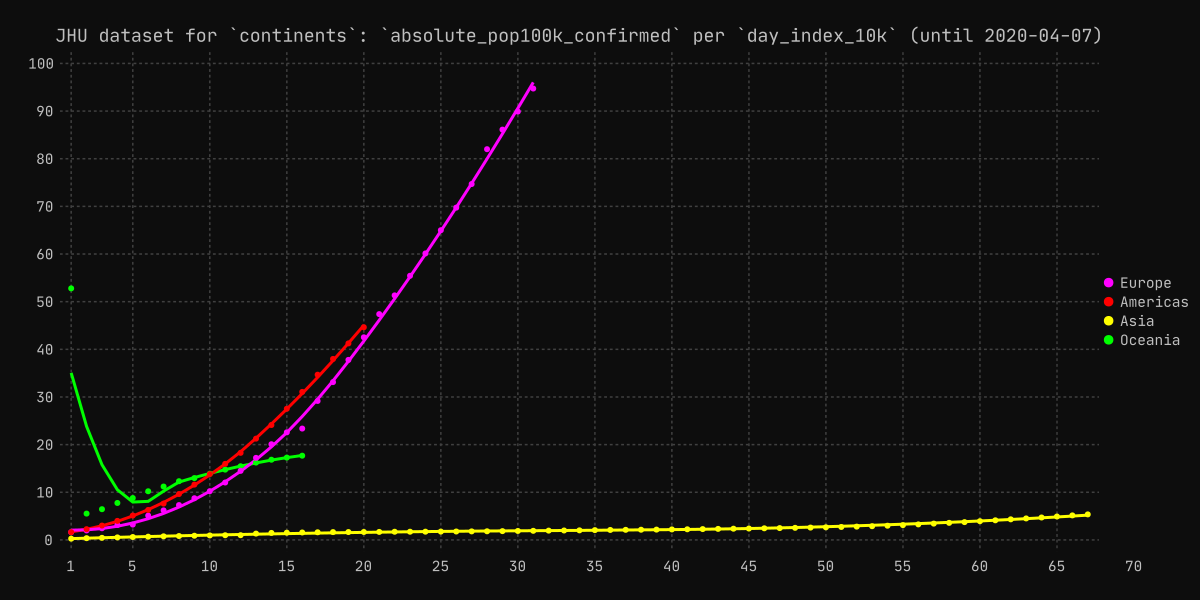 JHU dataset for `continents`: `absolute_pop100k_confirmed` per `day_index_10k` (until 2020-04-07)
100
90
80
70
60
50
40
30
20
10
0
Europe
Americas
Asia
Oceania
1 5 10 15 20 25 30 35 40 45 50 55 60 65 70